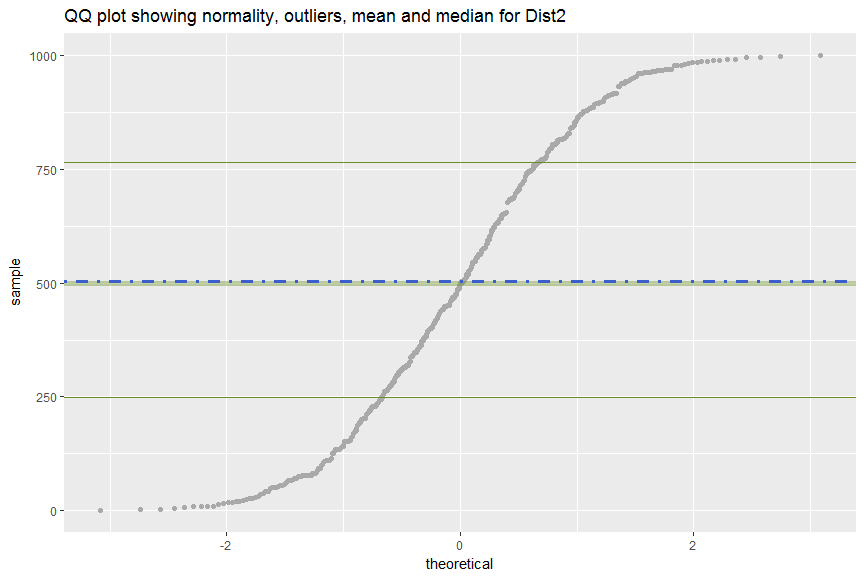 QQ plot showing normality, outliers, mean and median for Dist2
1000
750
500
250
0
sample
-2
0
2
theoretical